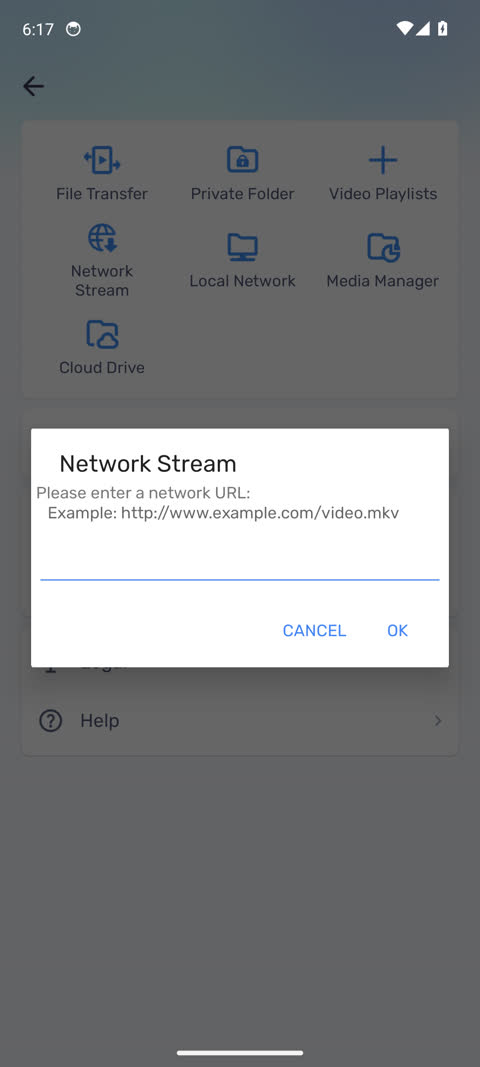 6:17
File Transfer
Private Folder
Video Playlists
Network
Stream
Local Network
Media Manager
Cloud Drive
Network Stream
Please enter a network URL:
Example: http://www.example.com/video.mkv
CANCEL
OK
Help